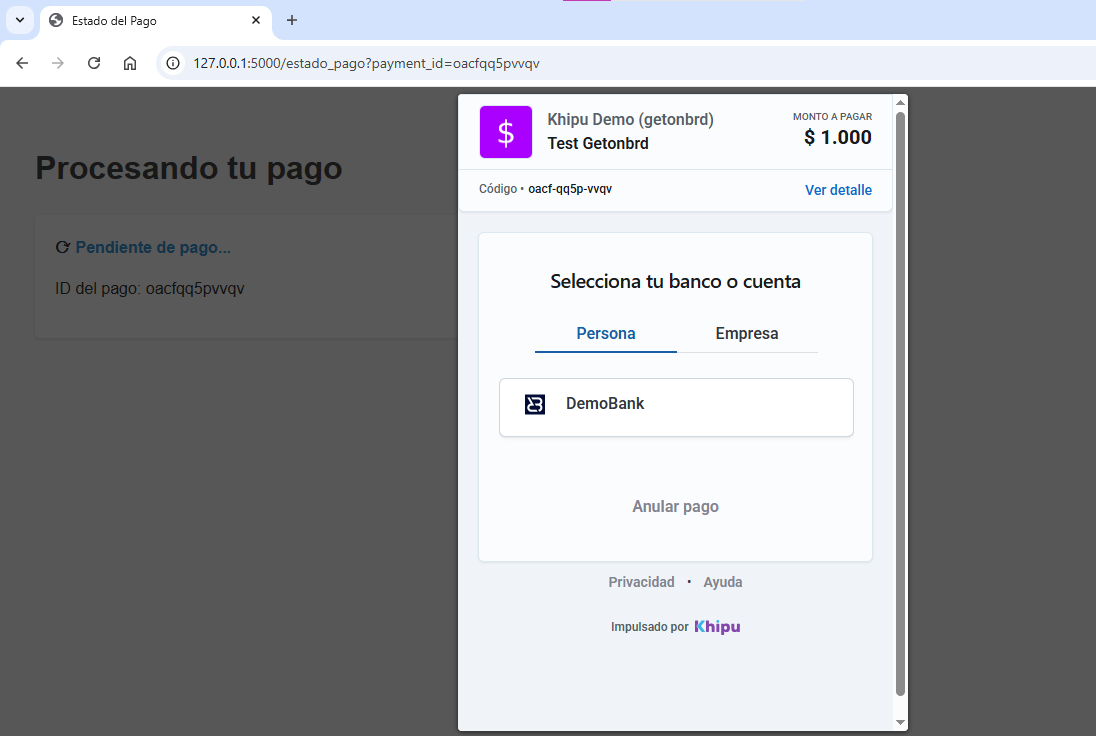 Estado del Pago
127.0.0.1:5000/estado_pago?payment_id=oacfqq5pvvqv
Procesando tu pago
Pendiente de pago...
ID del pago: oacfqq5pvvqv
$
Khipu Demo (getonbrd)
Test Getonbrd
MONTO A PAGAR
$ 1.000
Código • oacf-qq5p-vvqv
Ver detalle
Selecciona tu banco o cuenta
Persona Empresa
DemoBank
Anular pago
Privacidad • Ayuda
Impulsado por Khipu